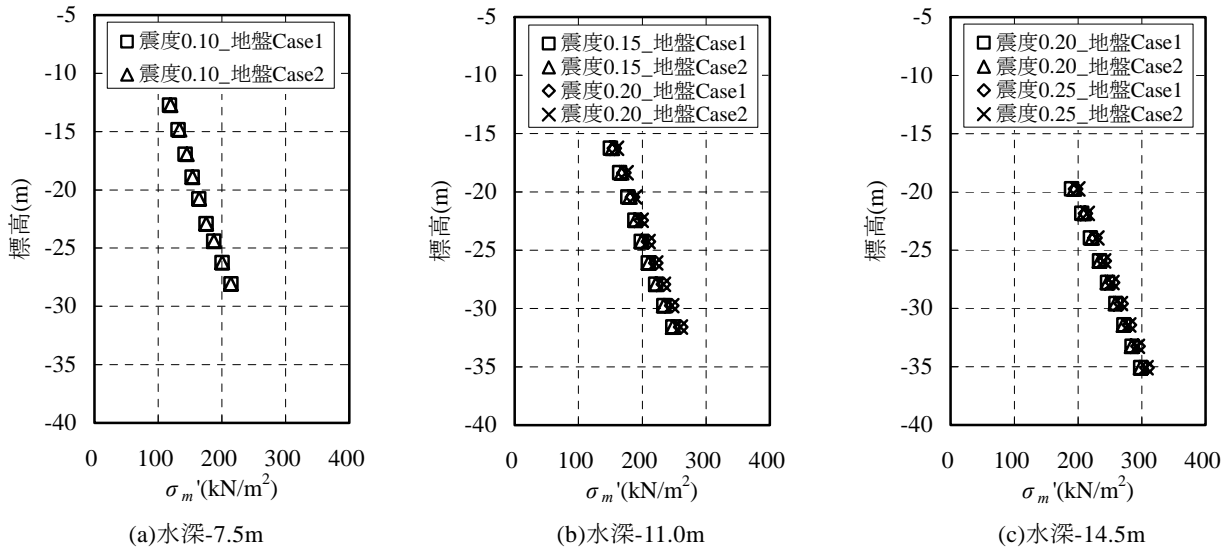 -5
-10
-15
-20
-25
-30
-35
-40
標高(m)
震度0.10_地盤Case1
震度0.10_地盤Case2
0 100 200 300 400
σm'(kN/m2)
(a)水深-7.5m
-5
-10
-15
-20
-25
-30
-35
-40
標高(m)
震度0.15_地盤Case1
震度0.15_地盤Case2
震度0.20_地盤Case1
震度0.20_地盤Case2
0 100 200 300 400
σm'(kN/m2)
(b)水深-11.0m
-5
-10
-15
-20
-25
-30
-35
-40
標高(m)
震度0.20_地盤Case1
震度0.20_地盤Case2
震度0.25_地盤Case1
震度0.25_地盤Case2
0 100 200 300 400
σm'(kN/m2)
(c)水深-14.5m